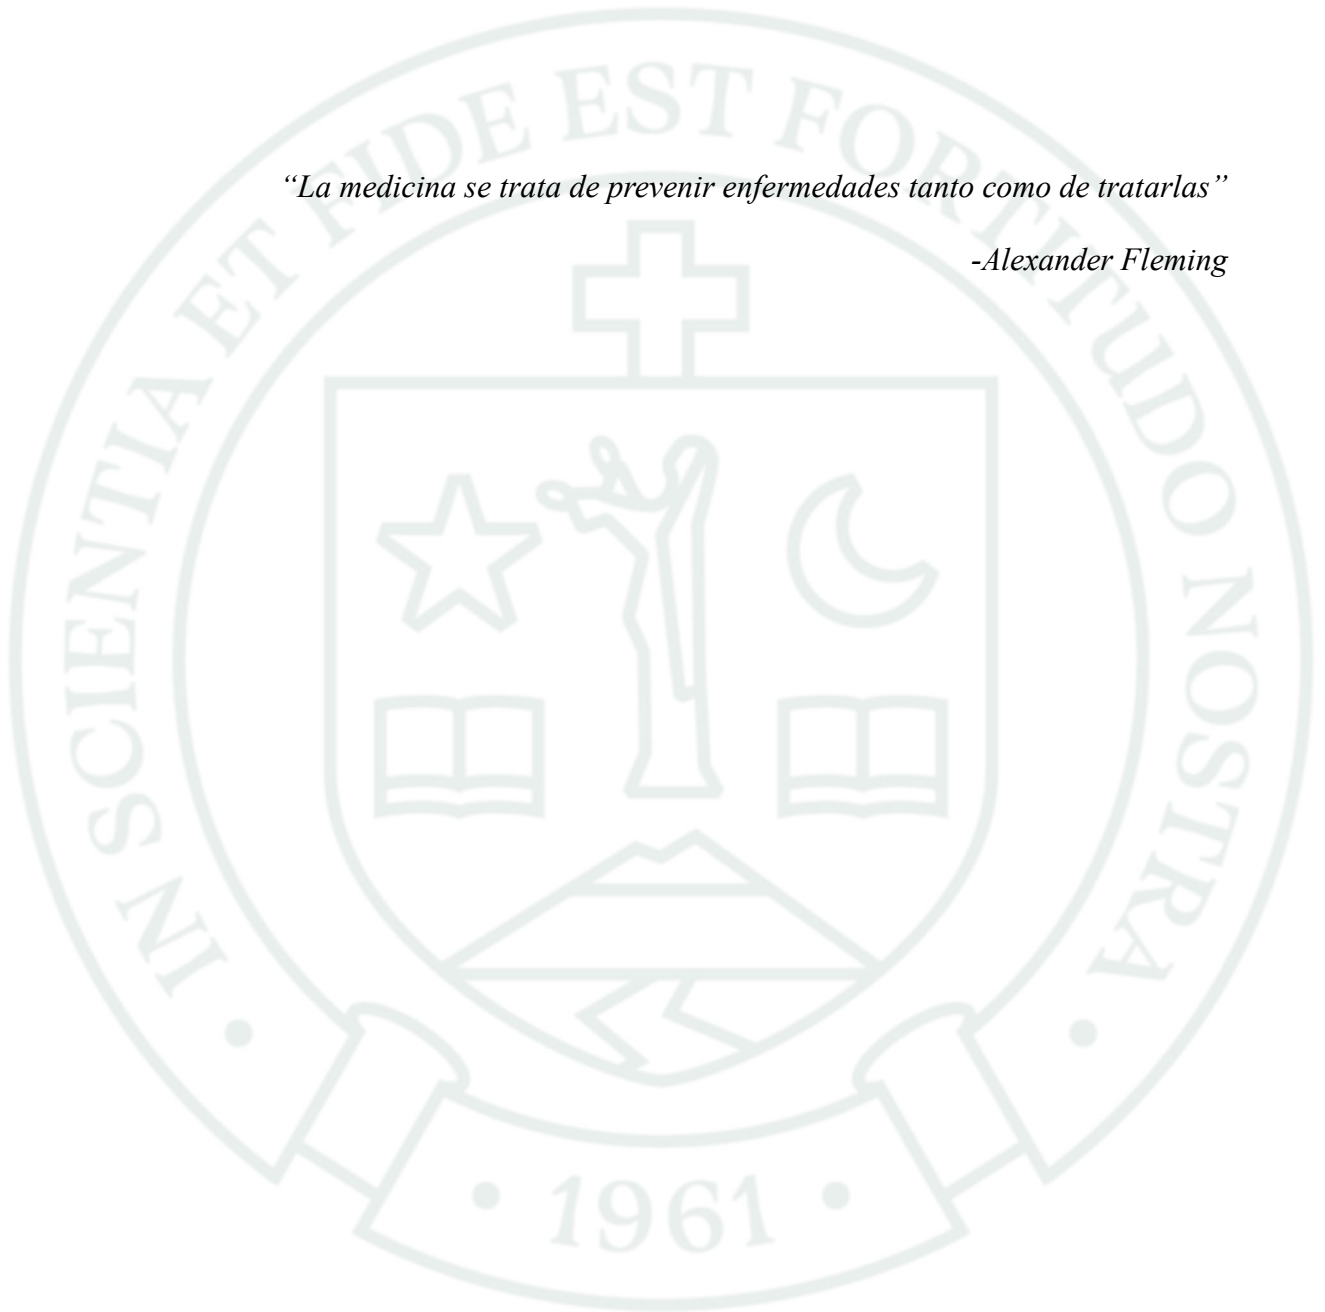 “La medicina se trata de prevenir enfermedades tanto como de tratarlas”
-Alexander Fleming
IN SCIENTIA ET FIDE EST FORTITUDO NOSTRA
• 1961 •